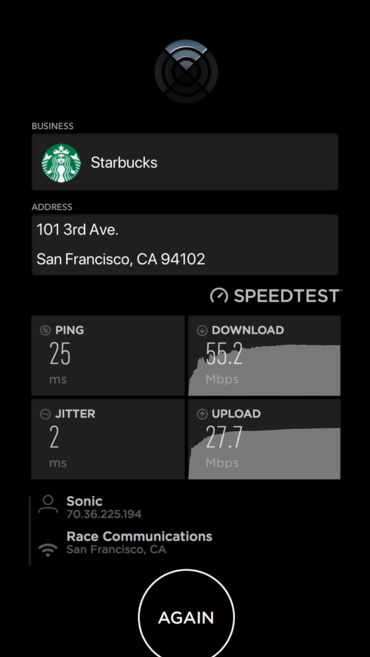 BUSINESS
Starbucks
ADDRESS
101 3rd Ave.
San Francisco, CA 94102
SPEEDTEST
PING
25
ms
DOWNLOAD
55.2
Mbps
JITTER
2
ms
UPLOAD
27.7
Mbps
Sonic
70.36.225.194
Race Communications
San Francisco, CA
AGAIN